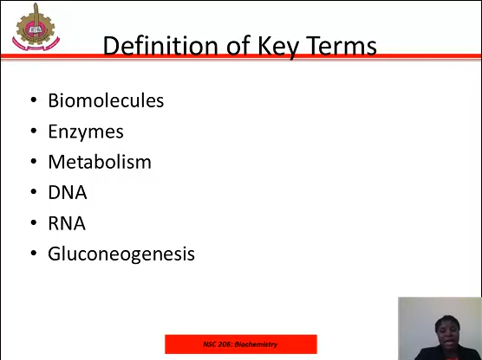 Definition of Key Terms
• Biomolecules
• Enzymes
• Metabolism
• DNA
• RNA
• Gluconeogenesis
NSC 206: Biochemistry